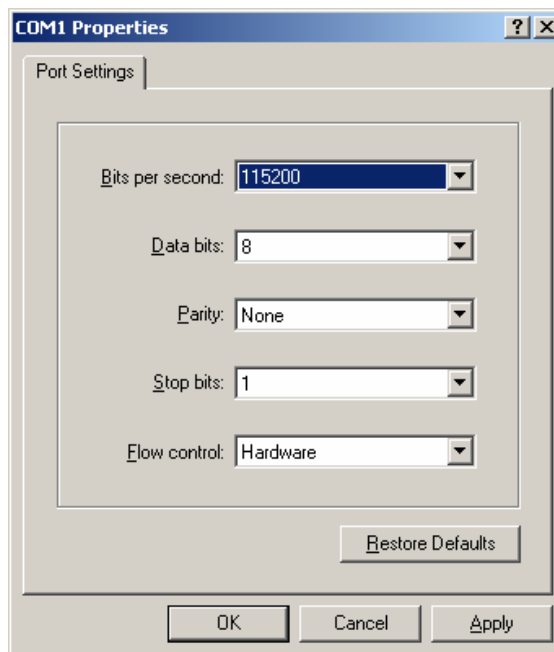 COM1 Properties
Port Settings
Bits per second: 115200
Data bits: 8
Parity: None
Stop bits: 1
Flow control: Hardware
Restore Defaults
OK Cancel Apply